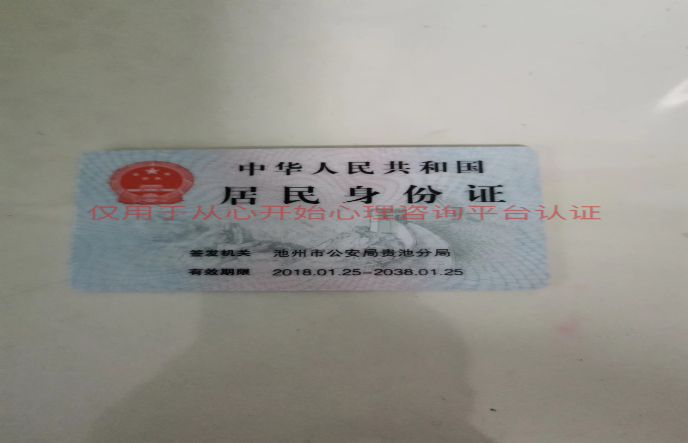 中华人民共和国
居民身份证
仅用于从心开始心理咨询平台认证
签发机关 池州市公安局贵池分局
有效期限 2018.01.25-2038.01.25